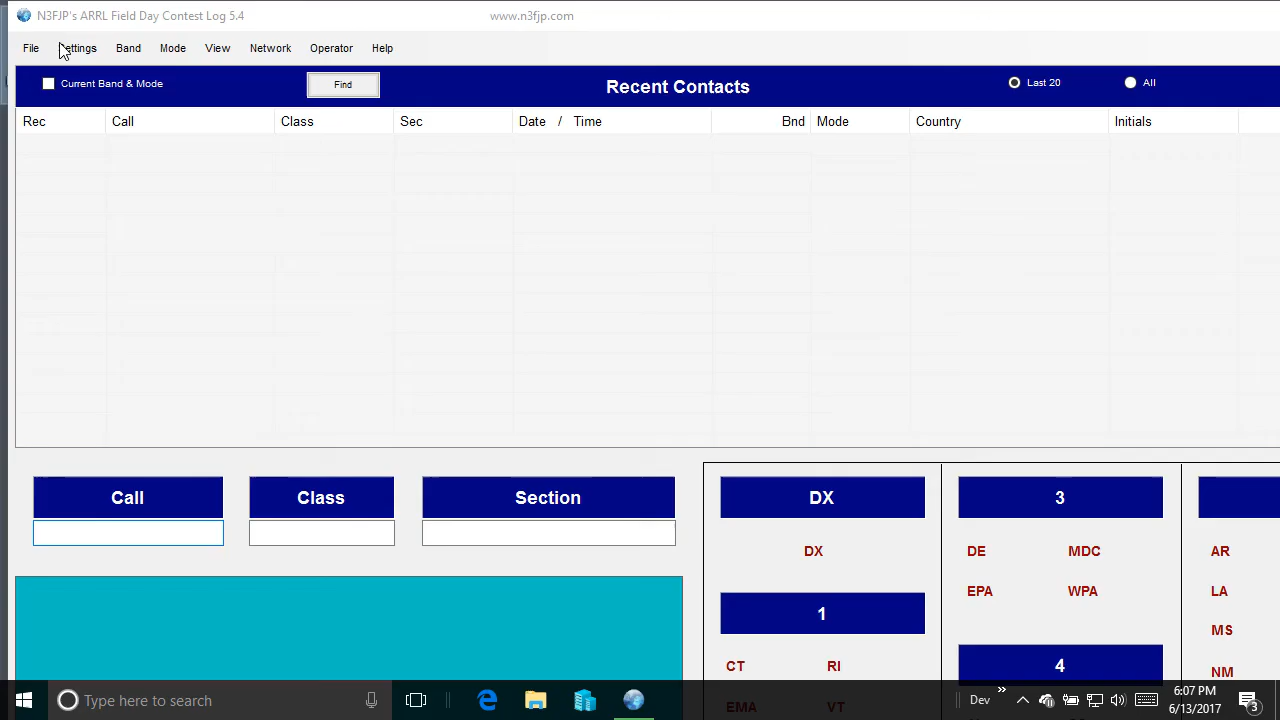 N3FJP's ARRL Field Day Contest Log 5.4 www.n3fjp.com
File Settings Band Mode View Network Operator Help
Current Band & Mode Find Recent Contacts Last 20 All
Rec Call Class Sec Date / Time Bnd Mode Country Initials
Call Class Section DX 3
DX DE MDC AR
EPA WPA LA
1 MS
CT RI 4 NM
EMA VT
Type here to search Dev » 6:07 PM
6/13/2017 3